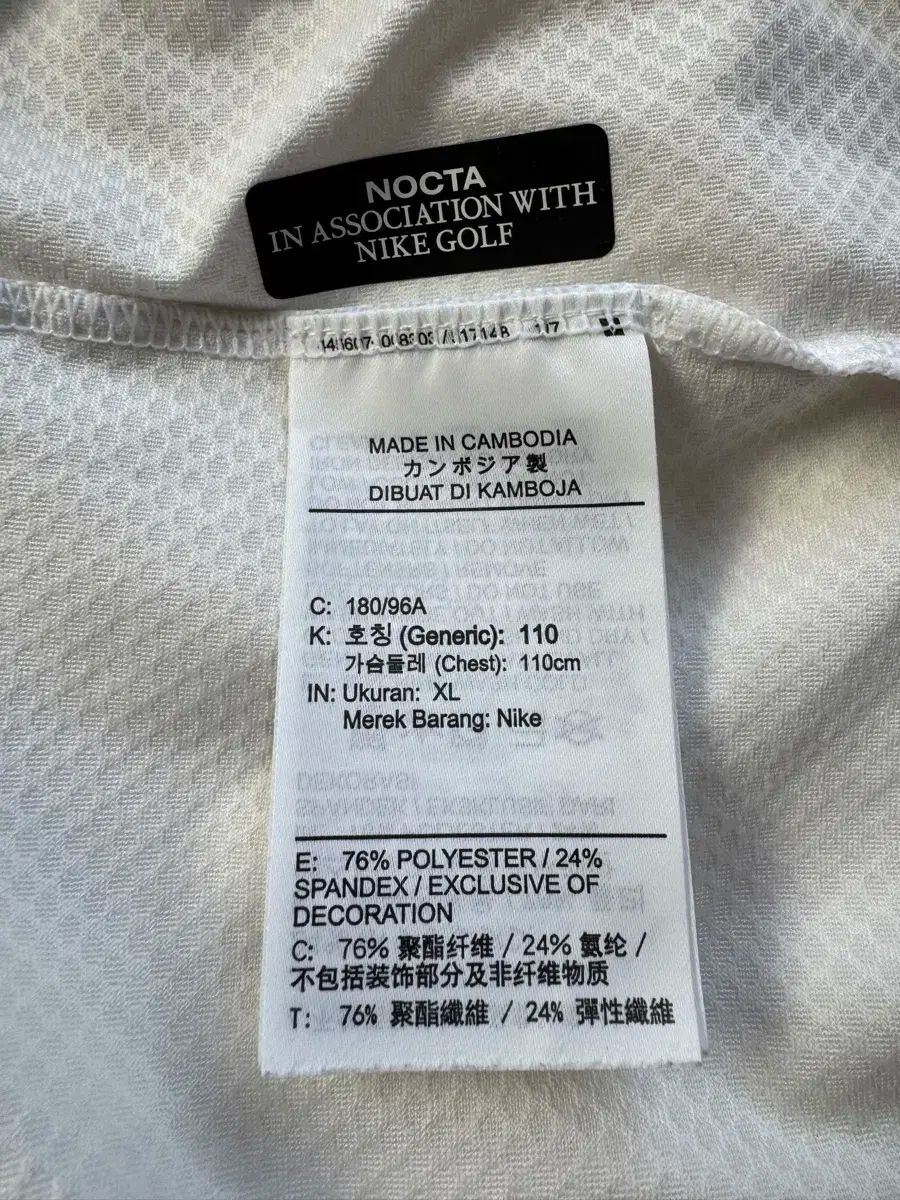 NOCTA
IN ASSOCIATION WITH
NIKE GOLF
MADE IN CAMBODIA
カンボジア製
DIBUAT DI KAMBOJA
C: 180/96A
K: 호칭 (Generic): 110
가슴둘레 (Chest): 110cm
IN: Ukuran: XL
Merek Barang: Nike
E: 76% POLYESTER / 24%
SPANDEX / EXCLUSIVE OF
DECORATION
C: 76% 聚酯纤维 / 24% 氨纶 /
不包括装饰部分及非纤维物质
T: 76% 聚酯纖維 / 24% 彈性纖維